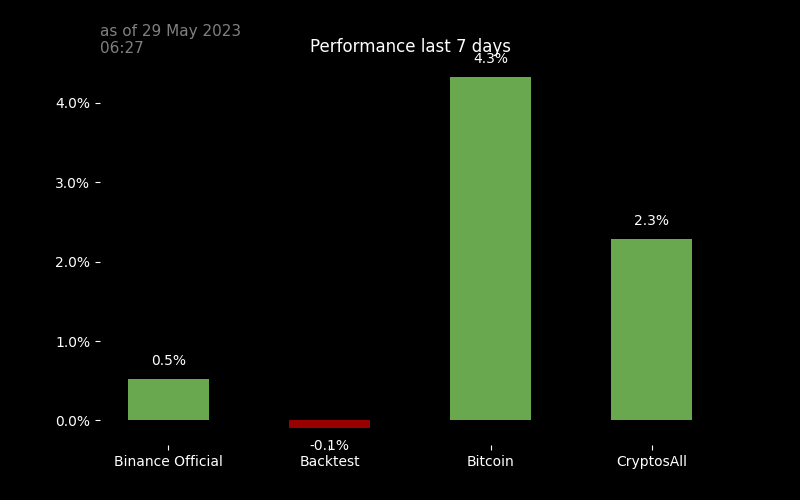 as of 29 May 2023
06:27
Performance last 7 days
4.3%
4.0%
3.0%
2.3%
2.0%
1.0%
0.5%
0.0%
-0.1%
Binance Official
Backtest
Bitcoin
CryptosAll